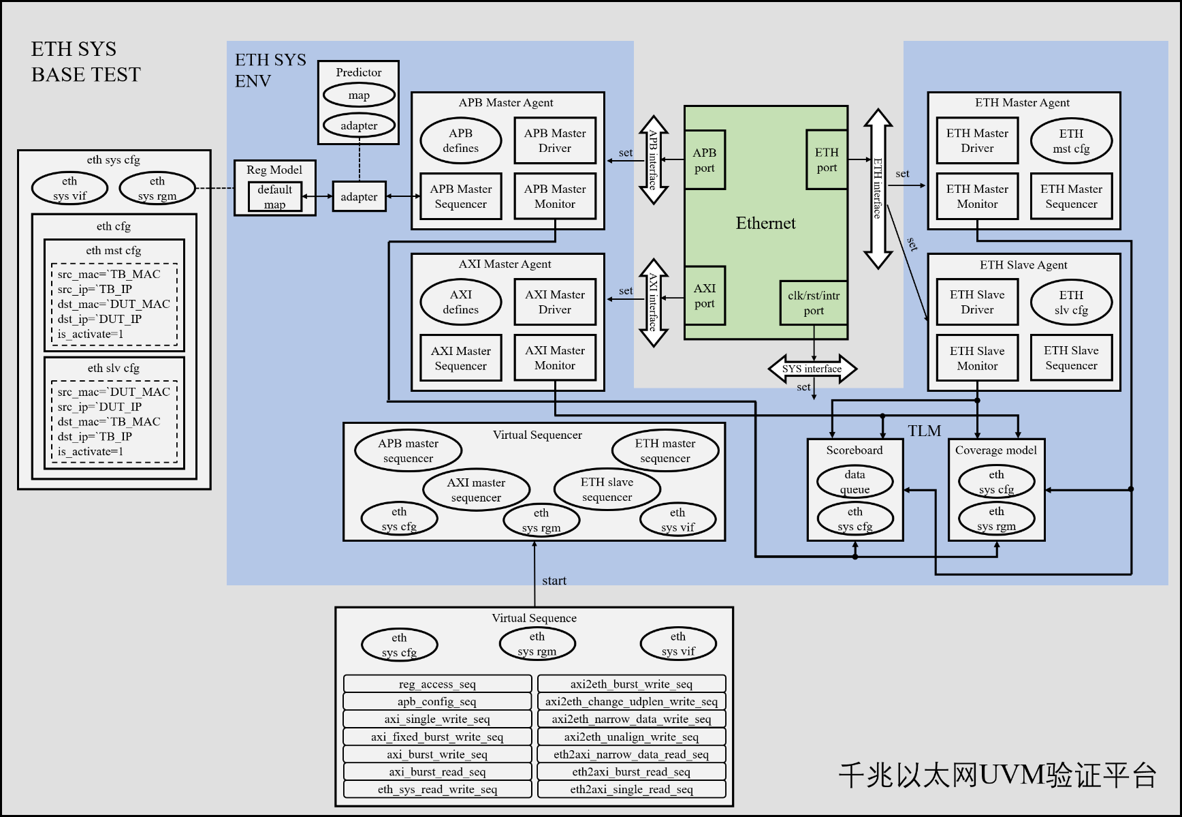 ETH SYS
BASE TEST
eth sys cfg
eth
sys vif
eth
sys rgm
eth cfg
eth mst cfg
src_mac=`TB_MAC
src_ip=`TB_IP
dst_mac=`DUT_MAC
dst_ip=`DUT_IP
is_activate=1
eth slv cfg
src_mac=`DUT_MAC
src_ip=`DUT_IP
dst_mac=`TB_MAC
dst_ip=`TB_IP
is_activate=1
ETH SYS
ENV
Predictor
map
adapter
Reg Model
default
map
adapter
APB Master Agent
APB
defines
APB Master
Driver
APB Master
Sequencer
APB Master
Monitor
AXI Master Agent
AXI
defines
AXI Master
Driver
AXI Master
Sequencer
AXI Master
Monitor
set
APB interface
set
AXI interface
APB
port
ETH
port
Ethernet
AXI
port
clk/rst/intr
port
SYS interface
set
ETH interface
set
set
ETH Master Agent
ETH Master
Driver
ETH
mst cfg
ETH Master
Monitor
ETH Master
Sequencer
ETH Slave Agent
ETH Slave
Driver
ETH
slv cfg
ETH Slave
Monitor
ETH Slave
Sequencer
TLM
Scoreboard
data
queue
eth
sys cfg
Coverage model
eth
sys cfg
eth
sys rgm
Virtual Sequencer
APB master
sequencer
ETH master
sequencer
AXI master
sequencer
ETH slave
sequencer
eth
sys cfg
eth
sys rgm
eth
sys vif
start
Virtual Sequence
eth
sys cfg
eth
sys rgm
eth
sys vif
reg_access_seq
apb_config_seq
axi_single_write_seq
axi_fixed_burst_write_seq
axi_burst_write_seq
axi_burst_read_seq
eth_sys_read_write_seq
axi2eth_burst_write_seq
axi2eth_change_udplen_write_seq
axi2eth_narrow_data_write_seq
axi2eth_unalign_write_seq
eth2axi_narrow_data_read_seq
eth2axi_burst_read_seq
eth2axi_single_read_seq
千兆以太网UVM验证平台